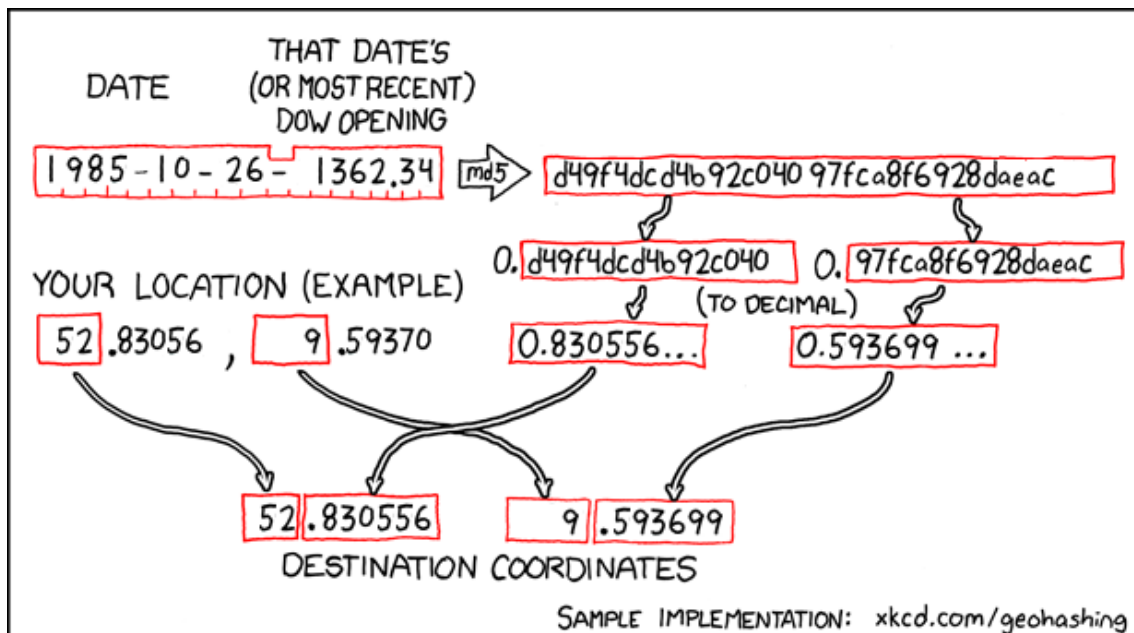 THAT DATE'S
DATE (OR MOST RECENT)
DOW OPENING
1985-10-26- 1362.34 md5 d49f4dcd4b92c04097fca8f6928daeac
0. d49f4dcd4b92c040 0. 97fca8f6928daeac
YOUR LOCATION (EXAMPLE) (TO DECIMAL)
52 .83056 , 9 .59370 0.830556... 0.593699 ...
52 .830556 9 .593699
DESTINATION COORDINATES
SAMPLE IMPLEMENTATION: xkcd.com/geohashing